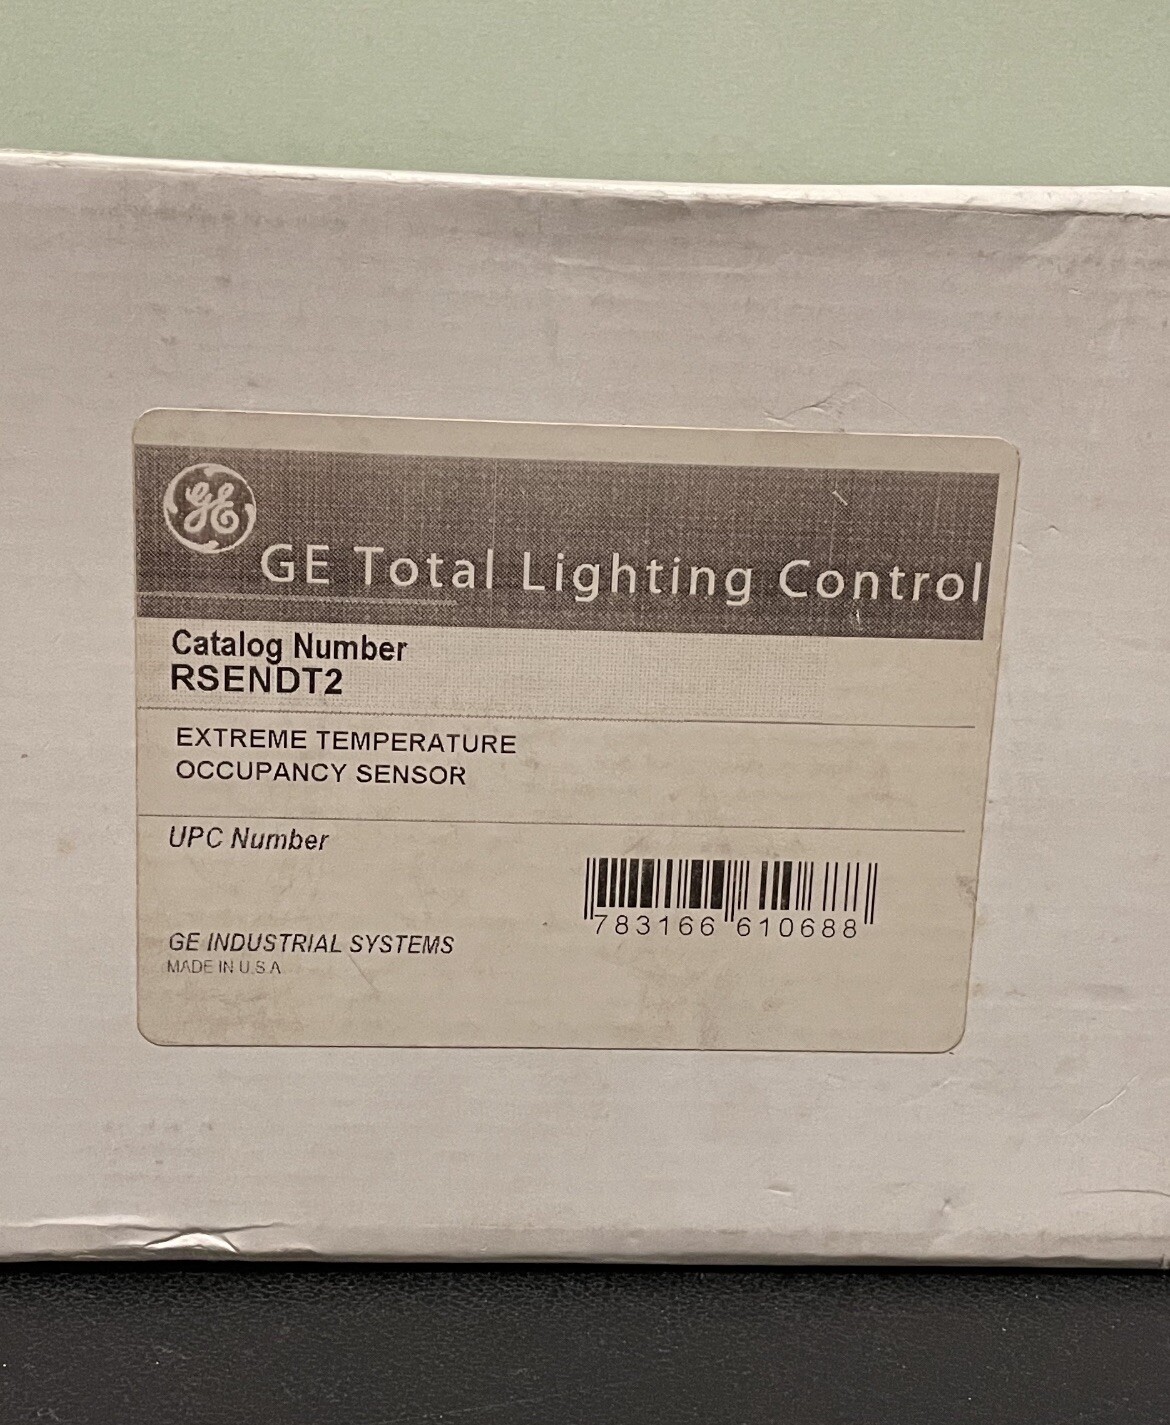 GE
GE Total Lighting Control
Catalog Number
RSENDT2
EXTREME TEMPERATURE
OCCUPANCY SENSOR
UPC Number
783166 610688
GE INDUSTRIAL SYSTEMS
MADE IN U.S.A